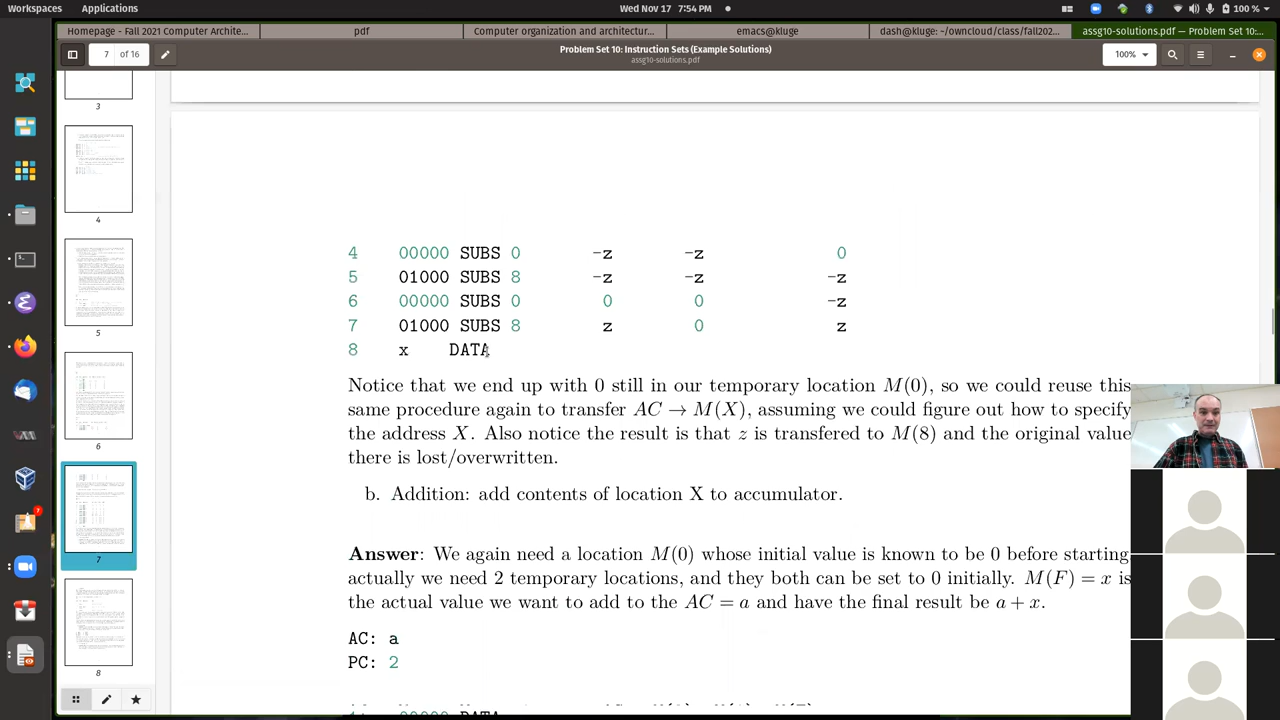 Workspaces Applications Wed Nov 17 7:54 PM 100 %
Homepage - Fall 2021 Computer Archite... pdf Computer organization and architectur... emacs@kluge dash@kluge: ~/owncloud/class/fall202... assg10-solutions.pdf — Problem Set 10:...
7 of 16 Problem Set 10: Instruction Sets (Example Solutions) 100%
assg10-solutions.pdf
3
4
5
6
7
8
4 00000 SUBS -z -z 0
5 01000 SUBS -z -z -z
6 00000 SUBS 0 0 0 -z
7 01000 SUBS 8 z 0 z
8 x DATA
Notice that we end up with 0 still in our temporary location M(0), so we could reuse this
same procedure again to transfer AC → M(X), assuming we could figure out how to specify
the address X. Also notice the result is that z is transfered to M(8) and the original value
there is lost/overwritten.
b. Addition: add contents of location X to accumulator.
Answer: We again need a location M(0) whose initial value is known to be 0 before starting
actually we need 2 temporary locations, and they both can be set to 0 initially. M(F) = x is
the actual value we want to add to the AC = a and have the final result be a + x.
AC: a
PC: 2
00000 DATA